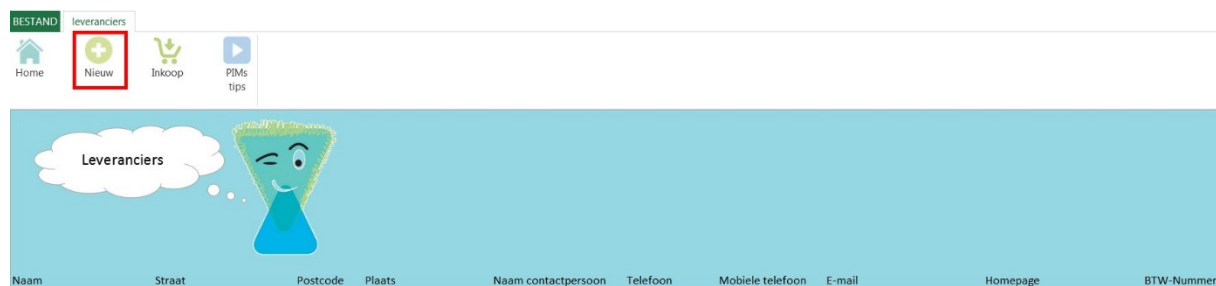 BESTAND leveranciers
Home Nieuw Inkoop PIMs
tips
Leveranciers
Naam Straat Postcode Plaats Naam contactpersoon Telefoon Mobiele telefoon E-mail Homepage BTW-Nummer